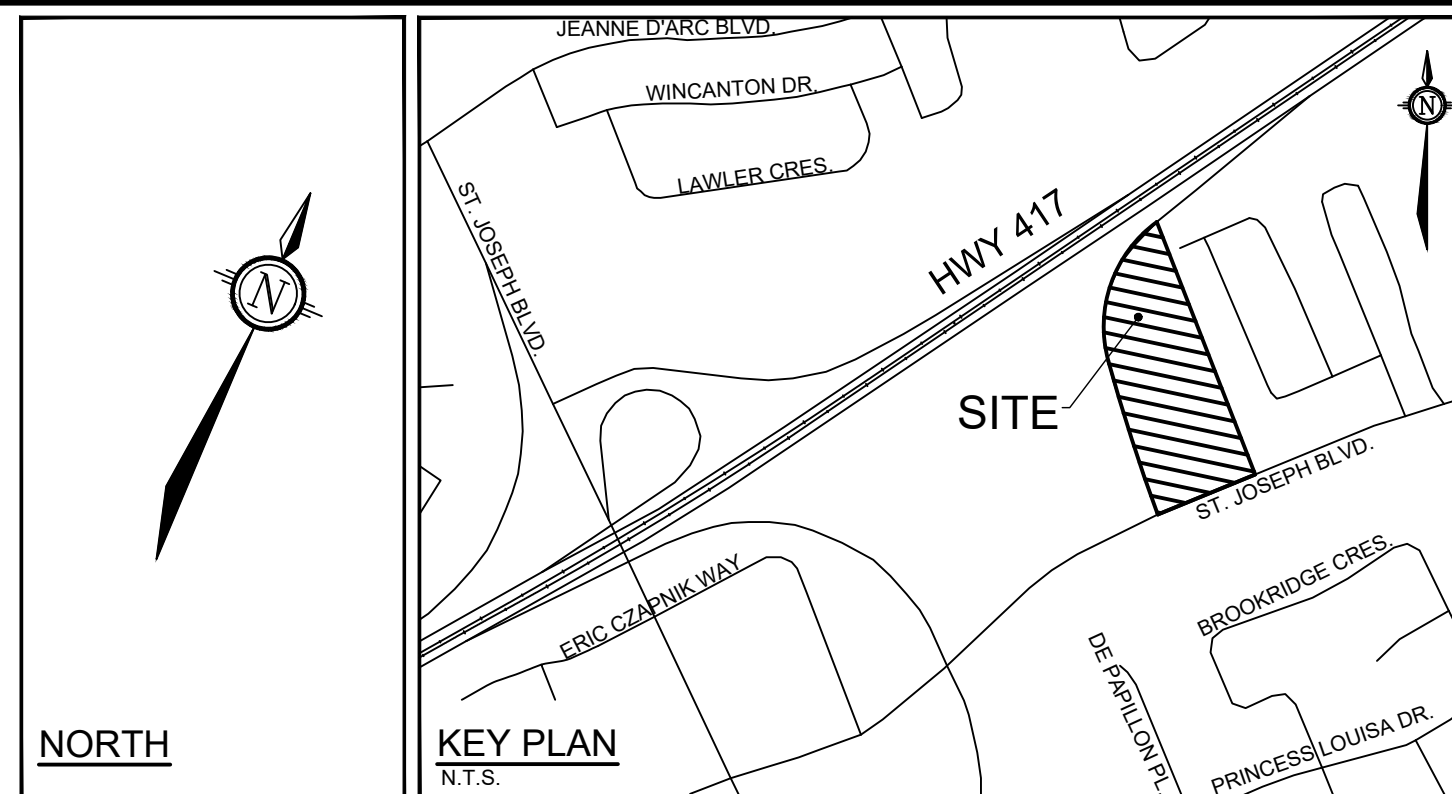 N
NORTH
JEANNE D'ARC BLVD.
WINCANTON DR.
LAWLER CRES.
ST. JOSEPH BLVD.
HWY 417
N
SITE
ST. JOSEPH BLVD.
ERIC CZAPNIK WAY
BROOKRIDGE CRES.
DE PAPILLON PL.
PRINCESS LOUISA DR.
KEY PLAN
N.T.S.